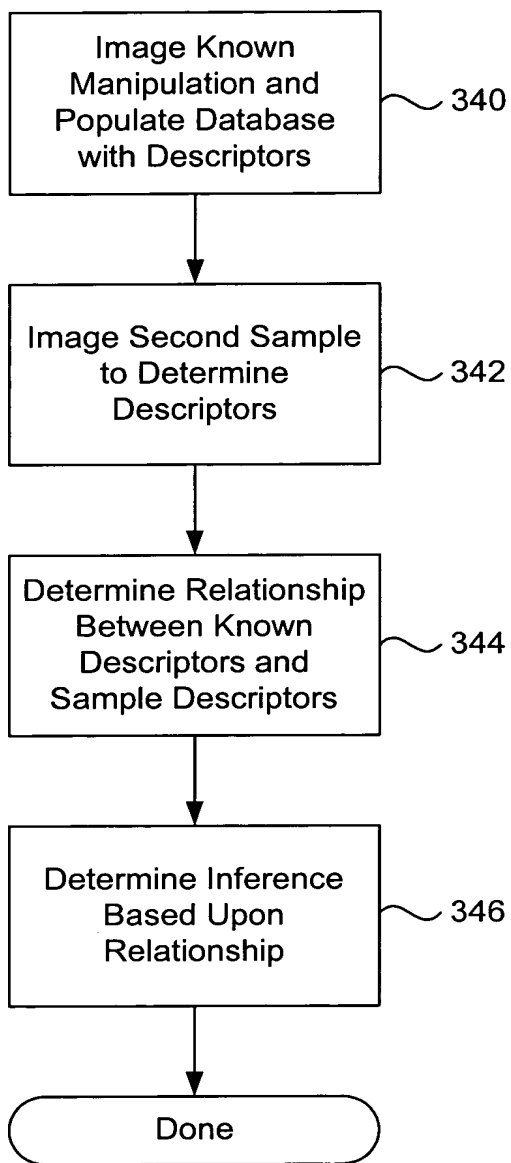 Image Known
Manipulation and
Populate Database
with Descriptors
340
Image Second Sample
to Determine
Descriptors
342
Determine Relationship
Between Known
Descriptors and
Sample Descriptors
344
Determine Inference
Based Upon
Relationship
346
Done